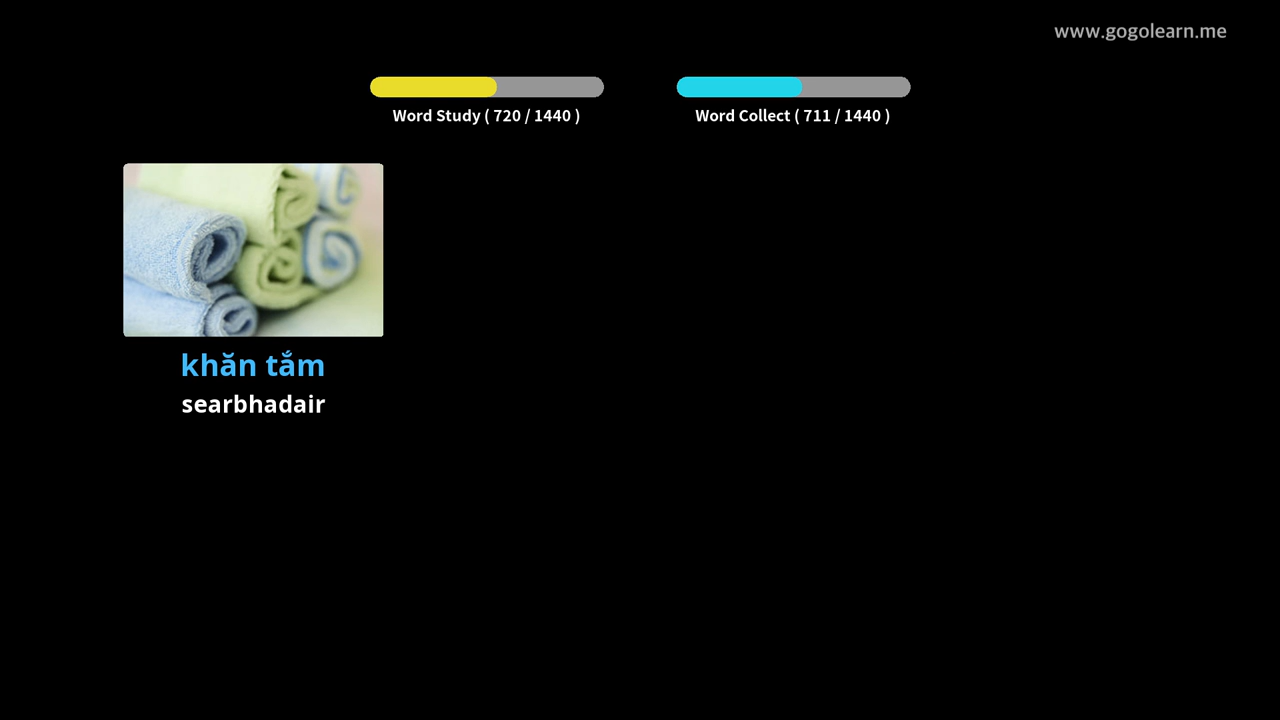 www.gogolearn.me
Word Study ( 720 / 1440 )
Word Collect ( 711 / 1440 )
khăn tắm
searbhadair